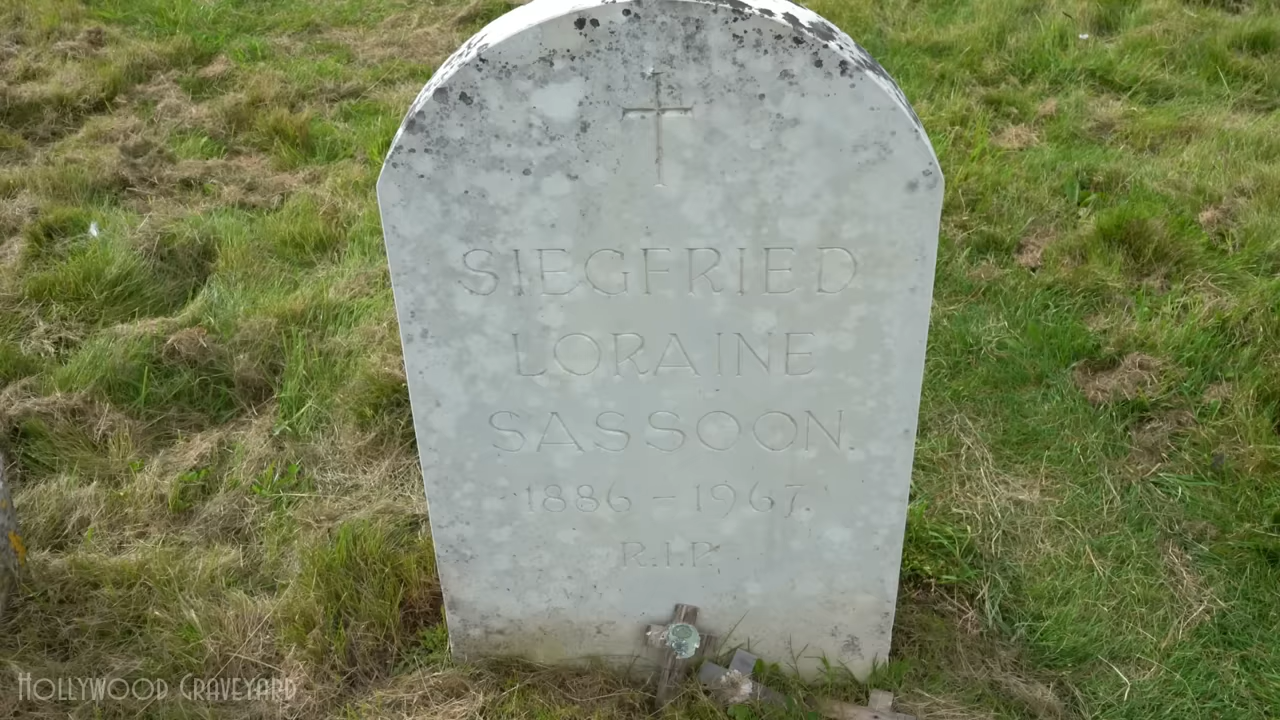 SIEGFRIED
LORAINE
SASSOON
1886 – 1967.
R.I.P.
HOLLYWOOD GRAVEYARD